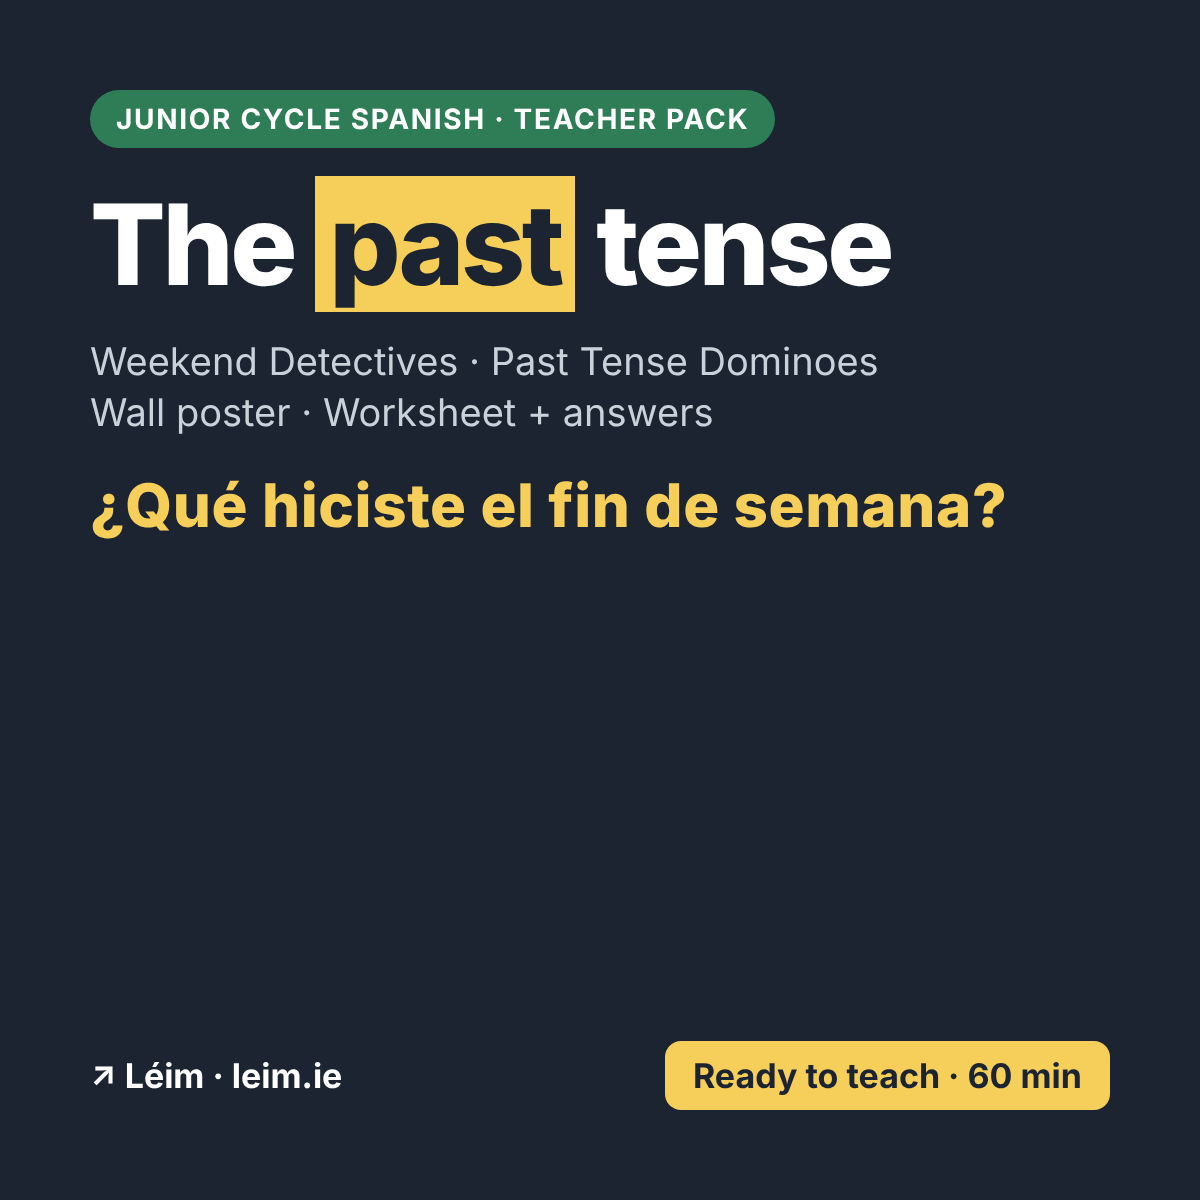 JUNIOR CYCLE SPANISH · TEACHER PACK
The past tense
Weekend Detectives · Past Tense Dominoes
Wall poster · Worksheet + answers
¿Qué hiciste el fin de semana?
↗ Léim · leim.ie
Ready to teach · 60 min